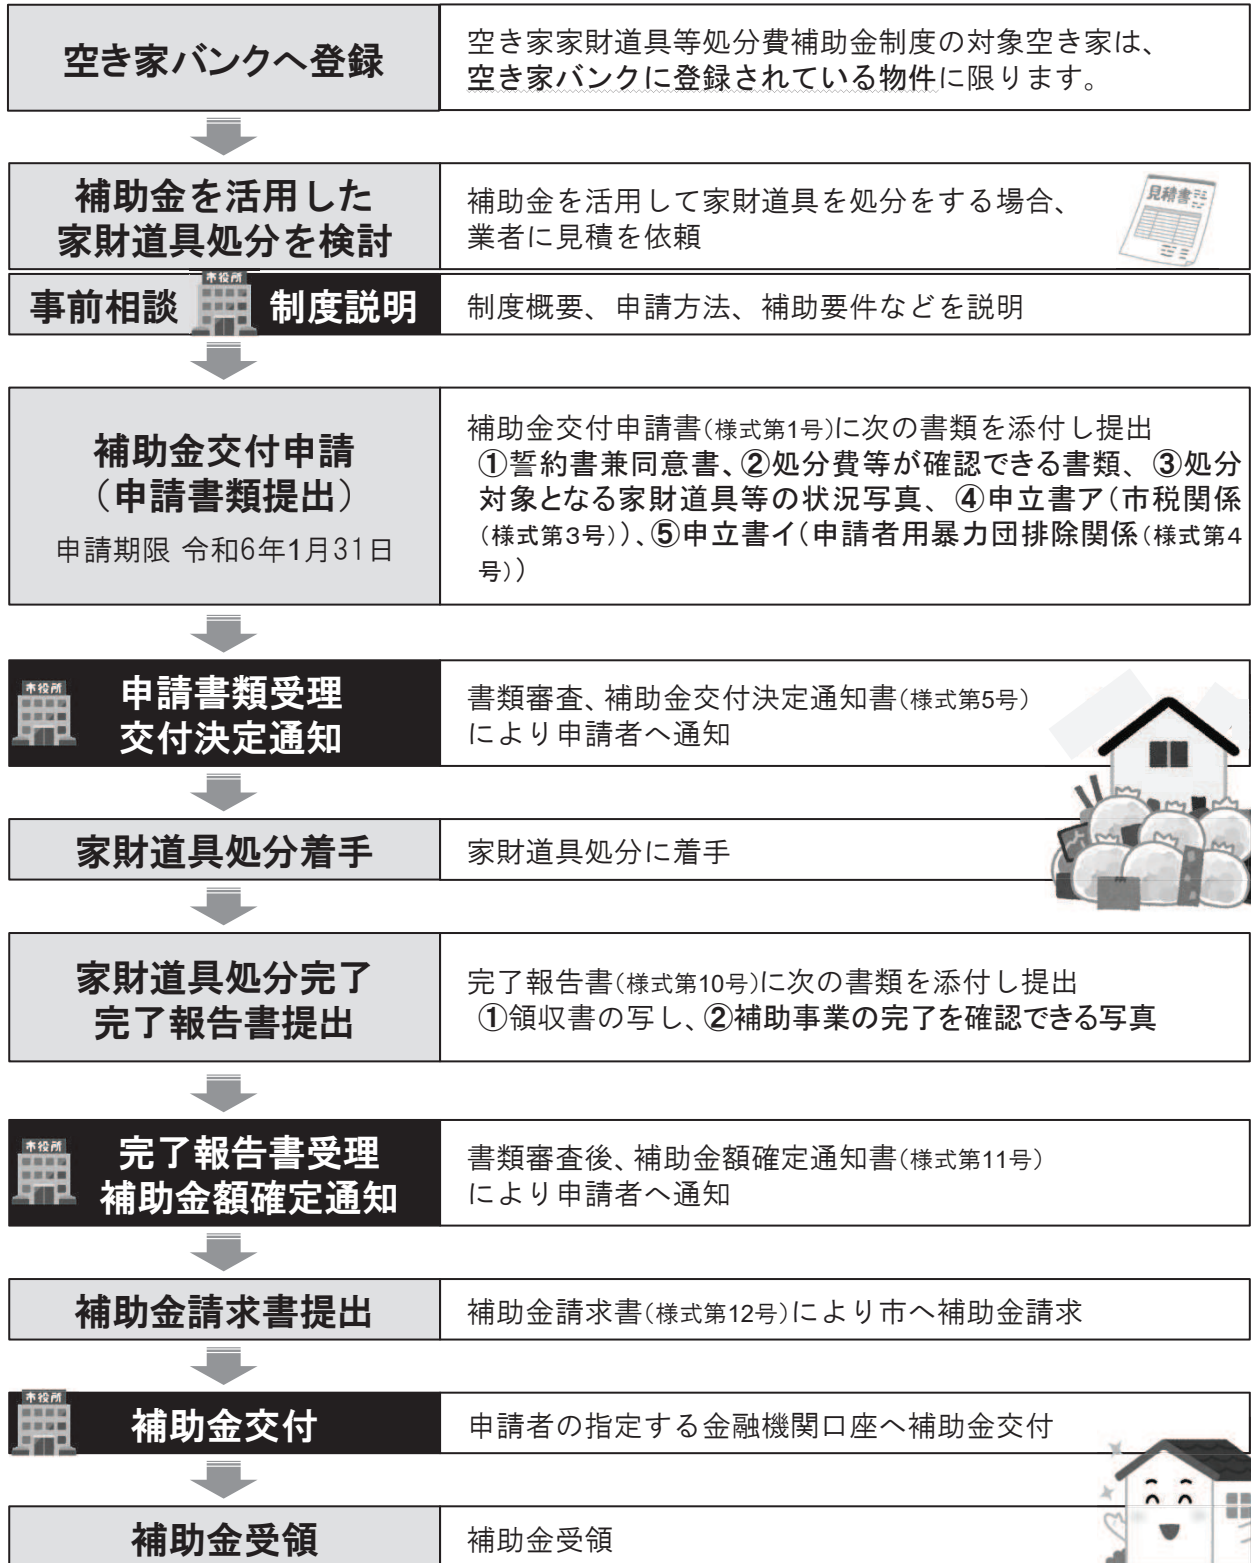 空き家バンクへ登録
空き家家財道具等処分費補助金制度の対象空き家は、
空き家バンクに登録されている物件に限ります。
補助金を活用した
家財道具処分を検討
補助金を活用して家財道具を処分をする場合、
業者に見積を依頼
見積書
事前相談
市役所
制度説明
制度概要、申請方法、補助要件などを説明
補助金交付申請
(申請書類提出)
申請期限 令和6年1月31日
補助金交付申請書(様式第1号)に次の書類を添付し提出
①誓約書兼同意書、②処分費等が確認できる書類、③処分
対象となる家財道具等の状況写真、④申立書ア(市税関係
(様式第3号))、⑤申立書イ(申請者用暴力団排除関係(様式第4
号))
市役所
申請書類受理
交付決定通知
書類審査、補助金交付決定通知書(様式第5号)
により申請者へ通知
家財道具処分着手
家財道具処分に着手
家財道具処分完了
完了報告書提出
完了報告書(様式第10号)に次の書類を添付し提出
①領収書の写し、②補助事業の完了を確認できる写真
市役所
完了報告書受理
補助金額確定通知
書類審査後、補助金額確定通知書(様式第11号)
により申請者へ通知
補助金請求書提出
補助金請求書(様式第12号)により市へ補助金請求
市役所
補助金交付
申請者の指定する金融機関口座へ補助金交付
補助金受領
補助金受領